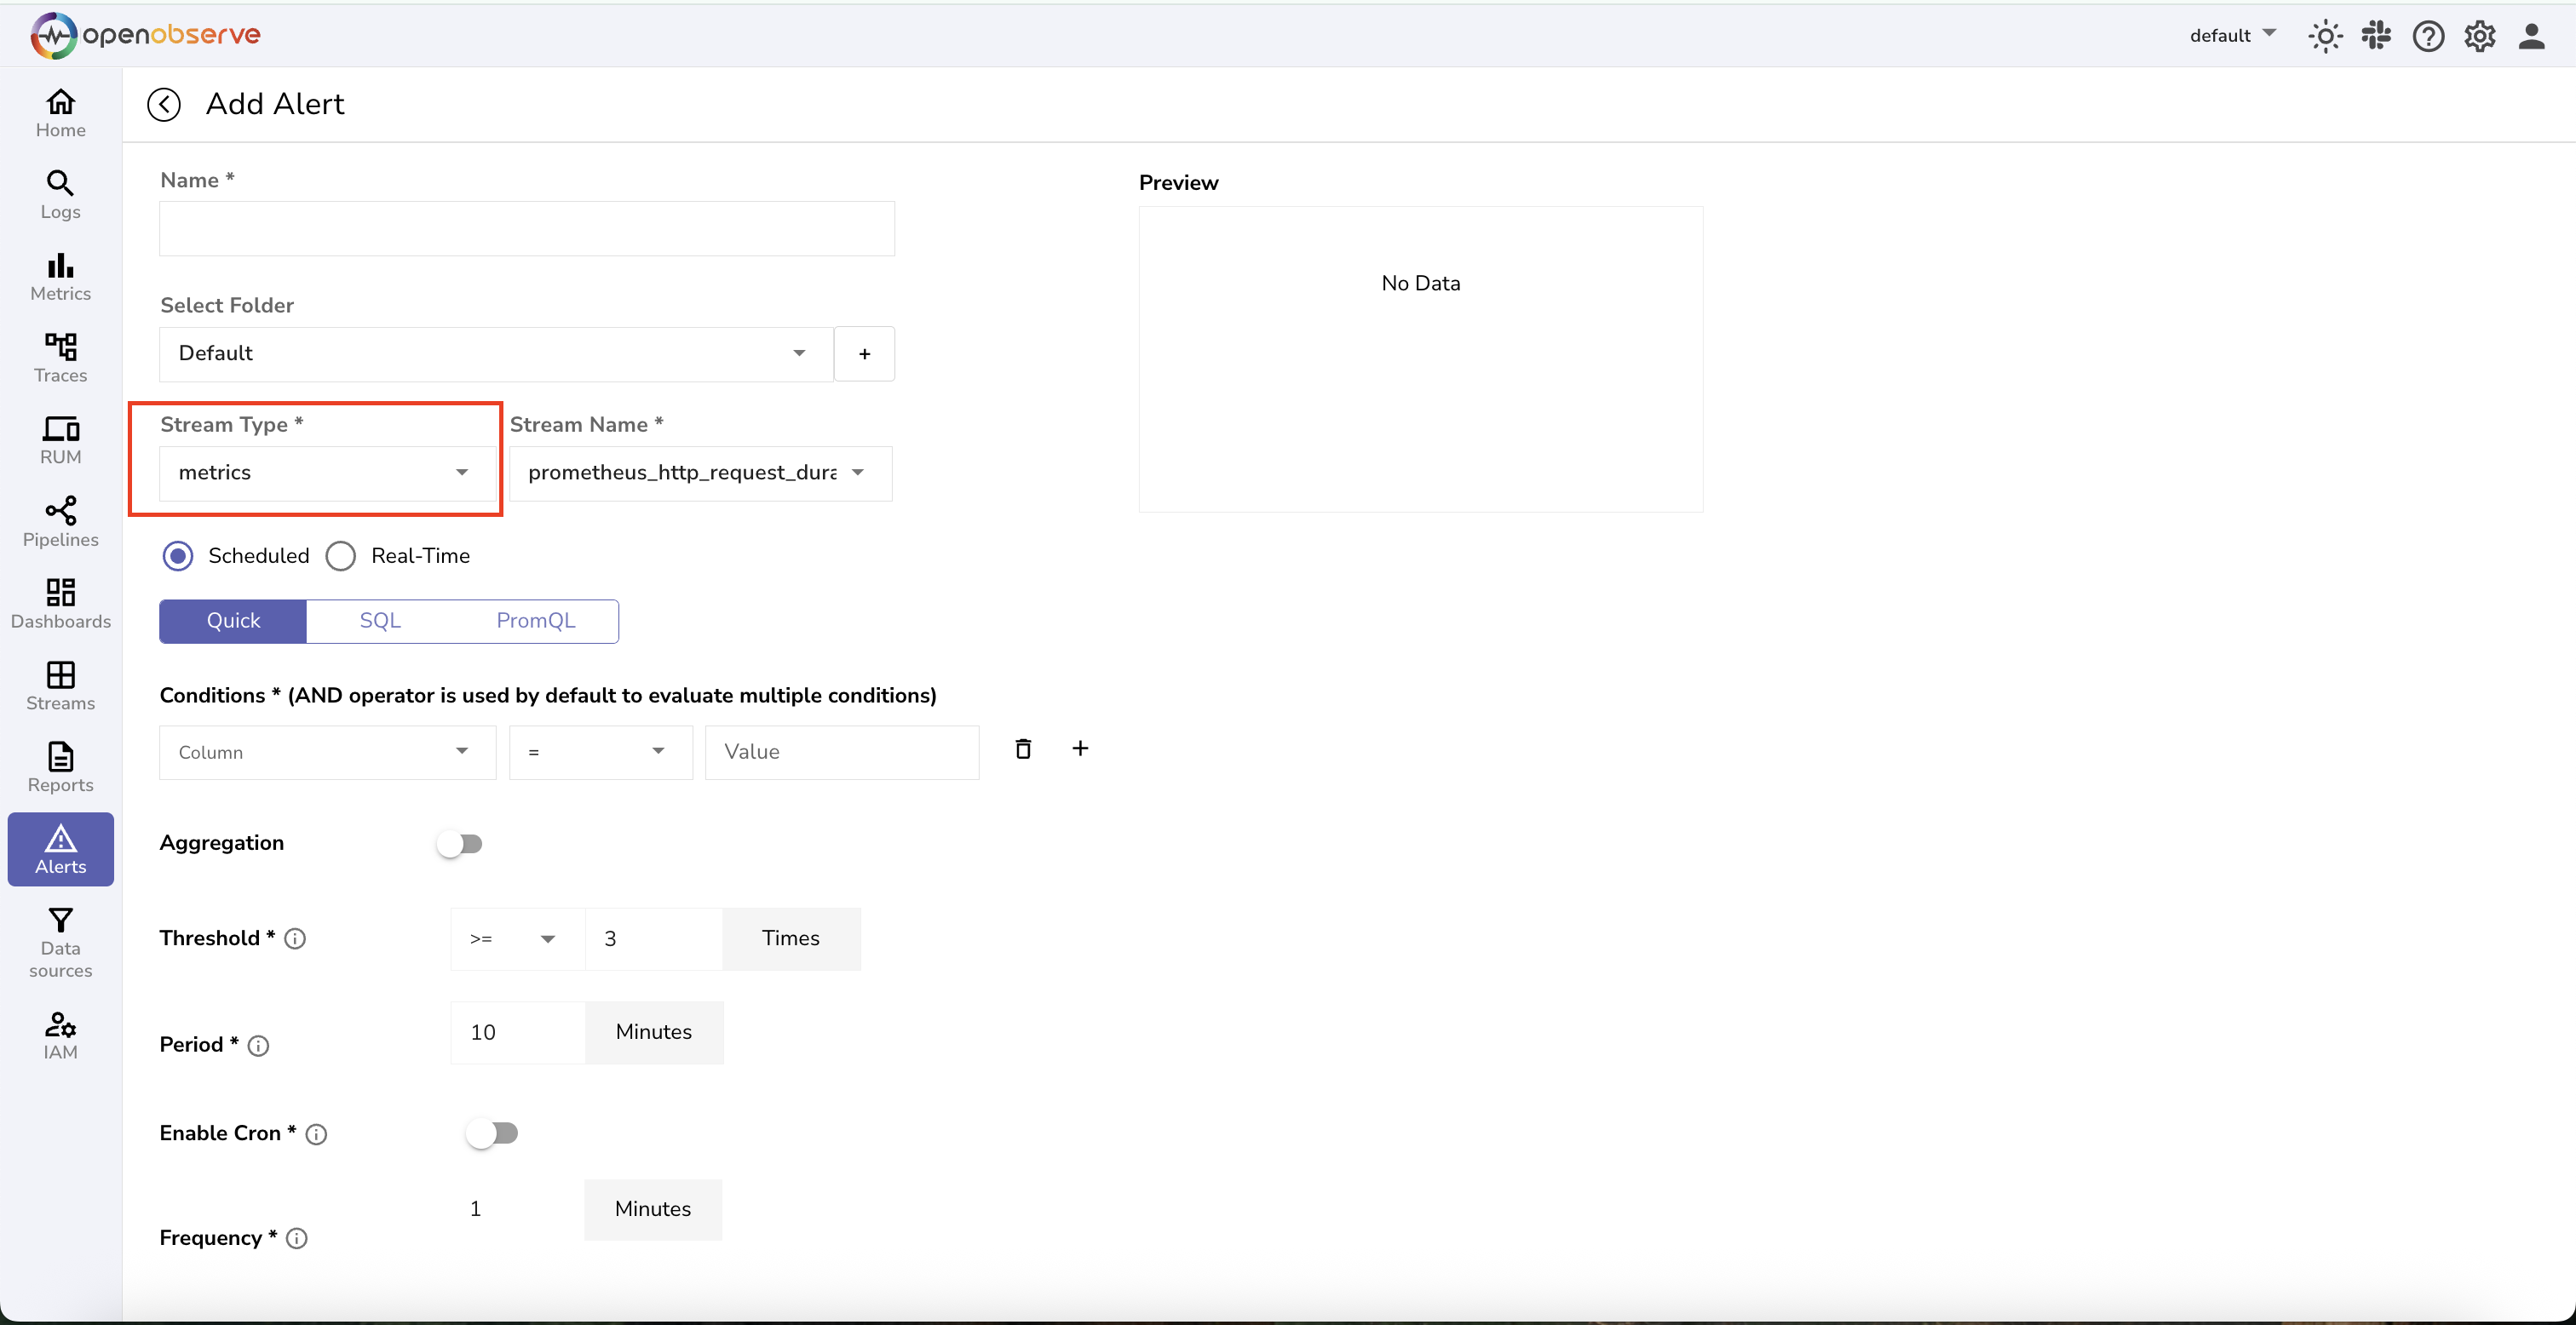 openobserve
default
Home
Logs
Metrics
Traces
RUM
Pipelines
Dashboards
Streams
Reports
Alerts
Data
sources
IAM
Add Alert
Name *
Select Folder
Default
+
Stream Type *
Stream Name *
metrics
prometheus_http_request_dura
Scheduled
Real-Time
Quick
SQL
PromQL
Conditions * (AND operator is used by default to evaluate multiple conditions)
Column
=
Value
+
Aggregation
Threshold *
>=
3
Times
Period *
10
Minutes
Enable Cron *
Frequency *
1
Minutes
Preview
No Data